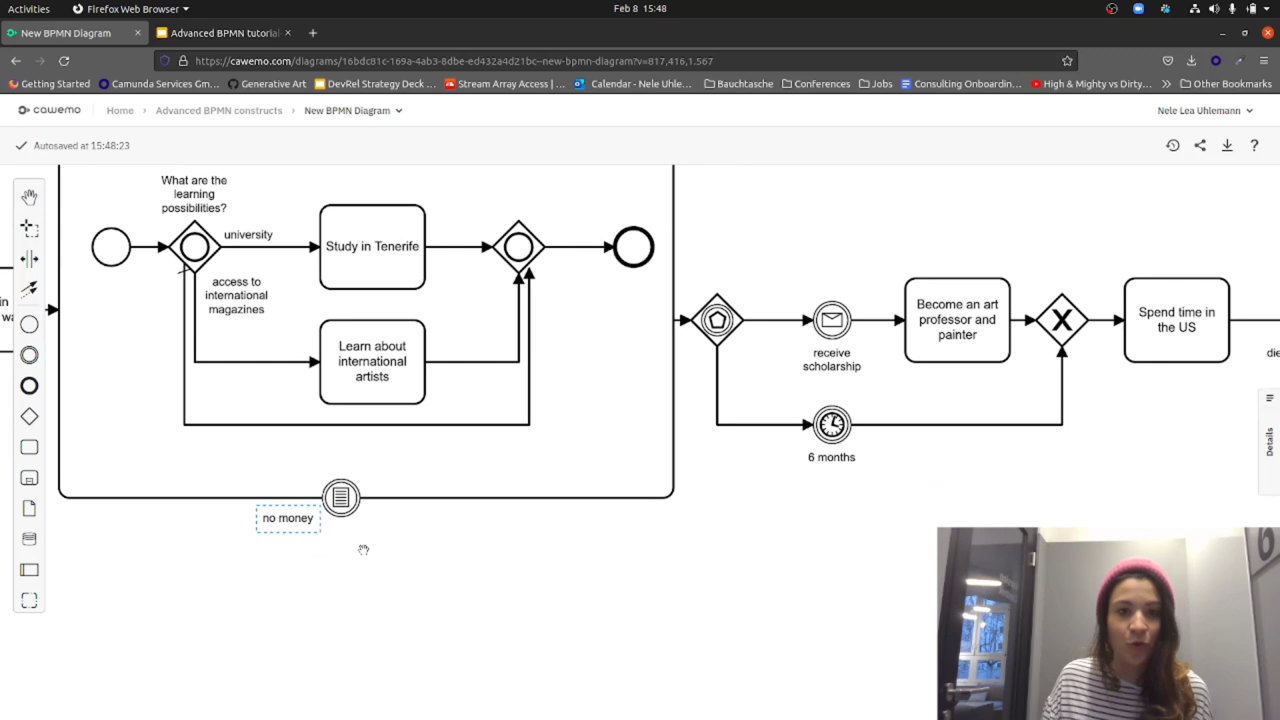 Activities
Firefox Web Browser
Feb 8 15:48
New BPMN Diagram
Advanced BPMN tutorial
https://cawemo.com/diagrams/16bdc81c-169a-4ab3-8dbe-ed432a4d21bc--new-bpmn-diagram?v=817,416,1.567
Getting Started
Camunda Services Gm...
Generative Art
DevRel Strategy Deck ...
Stream Array Access | ...
Calendar - Nele Uhle...
Bauchtasche
Conferences
Jobs
Consulting Onboardin...
High & Mighty vs Dirty...
Other Bookmarks
cawemo
Home
Advanced BPMN constructs
New BPMN Diagram
Nele Lea Uhlemann
Autosaved at 15:48:23
What are the
learning
possibilities?
university
Study in Tenerife
access to
international
magazines
Learn about
international
artists
no money
in
wa
receive
scholarship
6 months
Become an art
professor and
painter
X
Spend time in
the US
die
Details
6